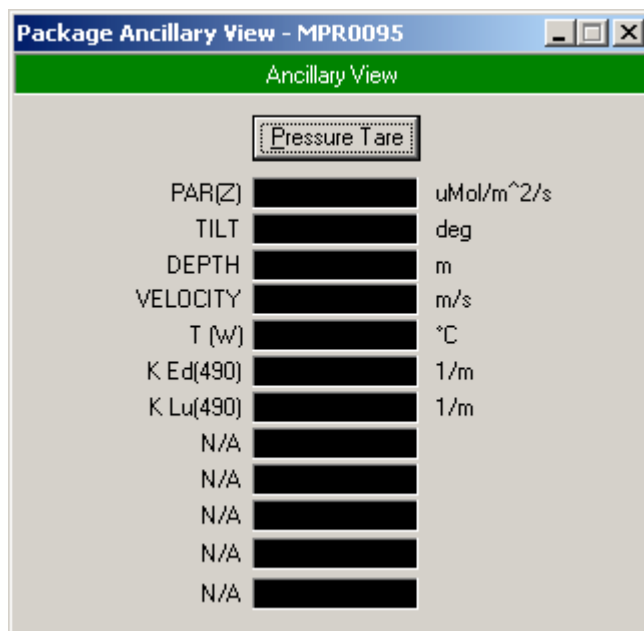 Package Ancillary View - MPR0095
Ancillary View
Pressure Tare
PAR(Z) uMol/m^2/s
TILT deg
DEPTH m
VELOCITY m/s
T (W) °C
K Ed(490) 1/m
K Lu(490) 1/m
N/A
N/A
N/A
N/A
N/A